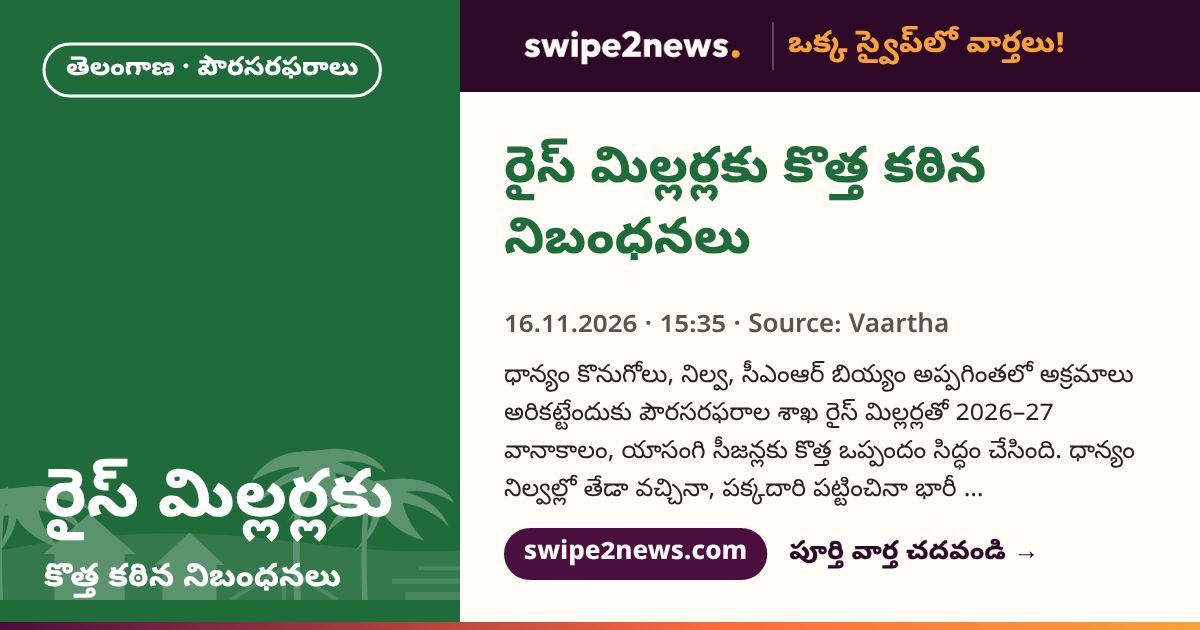 తెలంగాణ · పౌరసరఫరాలు
రైస్ మిల్లర్లకు
కొత్త కఠిన నిబంధనలు
swipe2news.
ఒక్క స్వైప్‌లో వార్తలు!
రైస్ మిల్లర్లకు కొత్త కఠిన
నిబంధనలు
16.11.2026 · 15:35 · Source: Vaartha
ధాన్యం కొనుగోలు, నిల్వ, సీఎంఆర్ బియ్యం అప్పగింతలో అక్రమాలు
అరికట్టేందుకు పౌరసరఫరాల శాఖ రైస్ మిల్లర్లతో 2026–27
వానాకాలం, యాసంగి సీజన్లకు కొత్త ఒప్పందం సిద్ధం చేసింది. ధాన్యం
నిల్వల్లో తేడా వచ్చినా, పక్కదారి పట్టించినా భారీ ...
swipe2news.com
పూర్తి వార్త చదవండి →